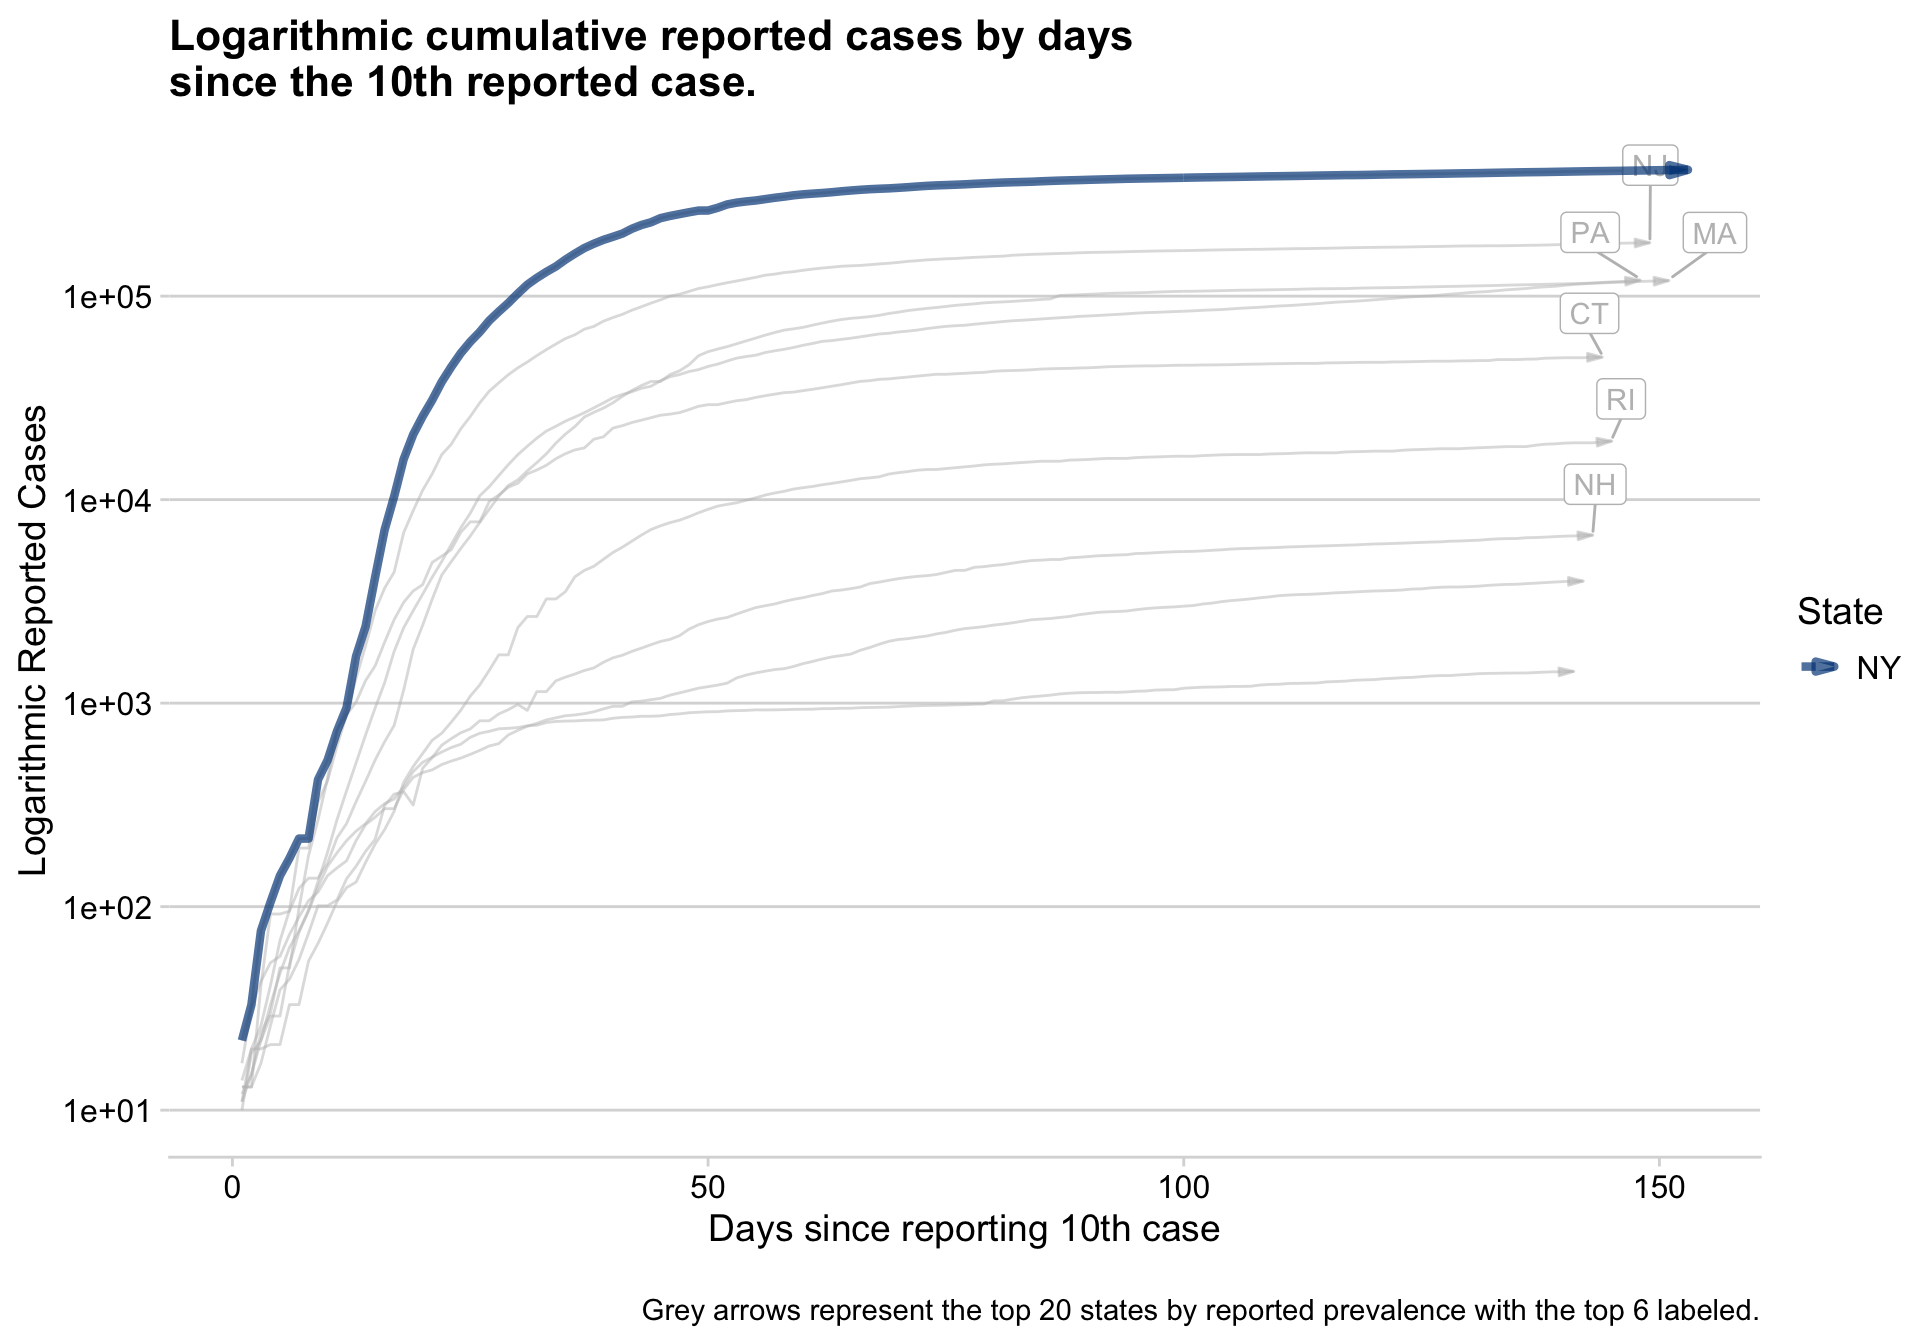 Logarithmic cumulative reported cases by days
since the 10th reported case.
NJ
PA
MA
CT
RI
NH
1e+05
1e+04
1e+03
1e+02
1e+01
Logarithmic Reported Cases
State
NY
0
50
100
150
Days since reporting 10th case
Grey arrows represent the top 20 states by reported prevalence with the top 6 labeled.